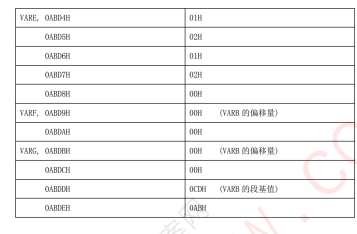 VARE, 0ABD4H 01H
0ABD5H 02H
0ABD6H 01H
0ABD7H 02H
0ABD8H 00H
VARF, 0ABD9H 00H (VARB 的偏移量)
0ABDAH 00H
VARG, 0ABDBH 00H (VARB 的偏移量)
0ABDCH 00H
0ABDDH 0CDH (VARB 的段基值)
0ABDEH 0ABH